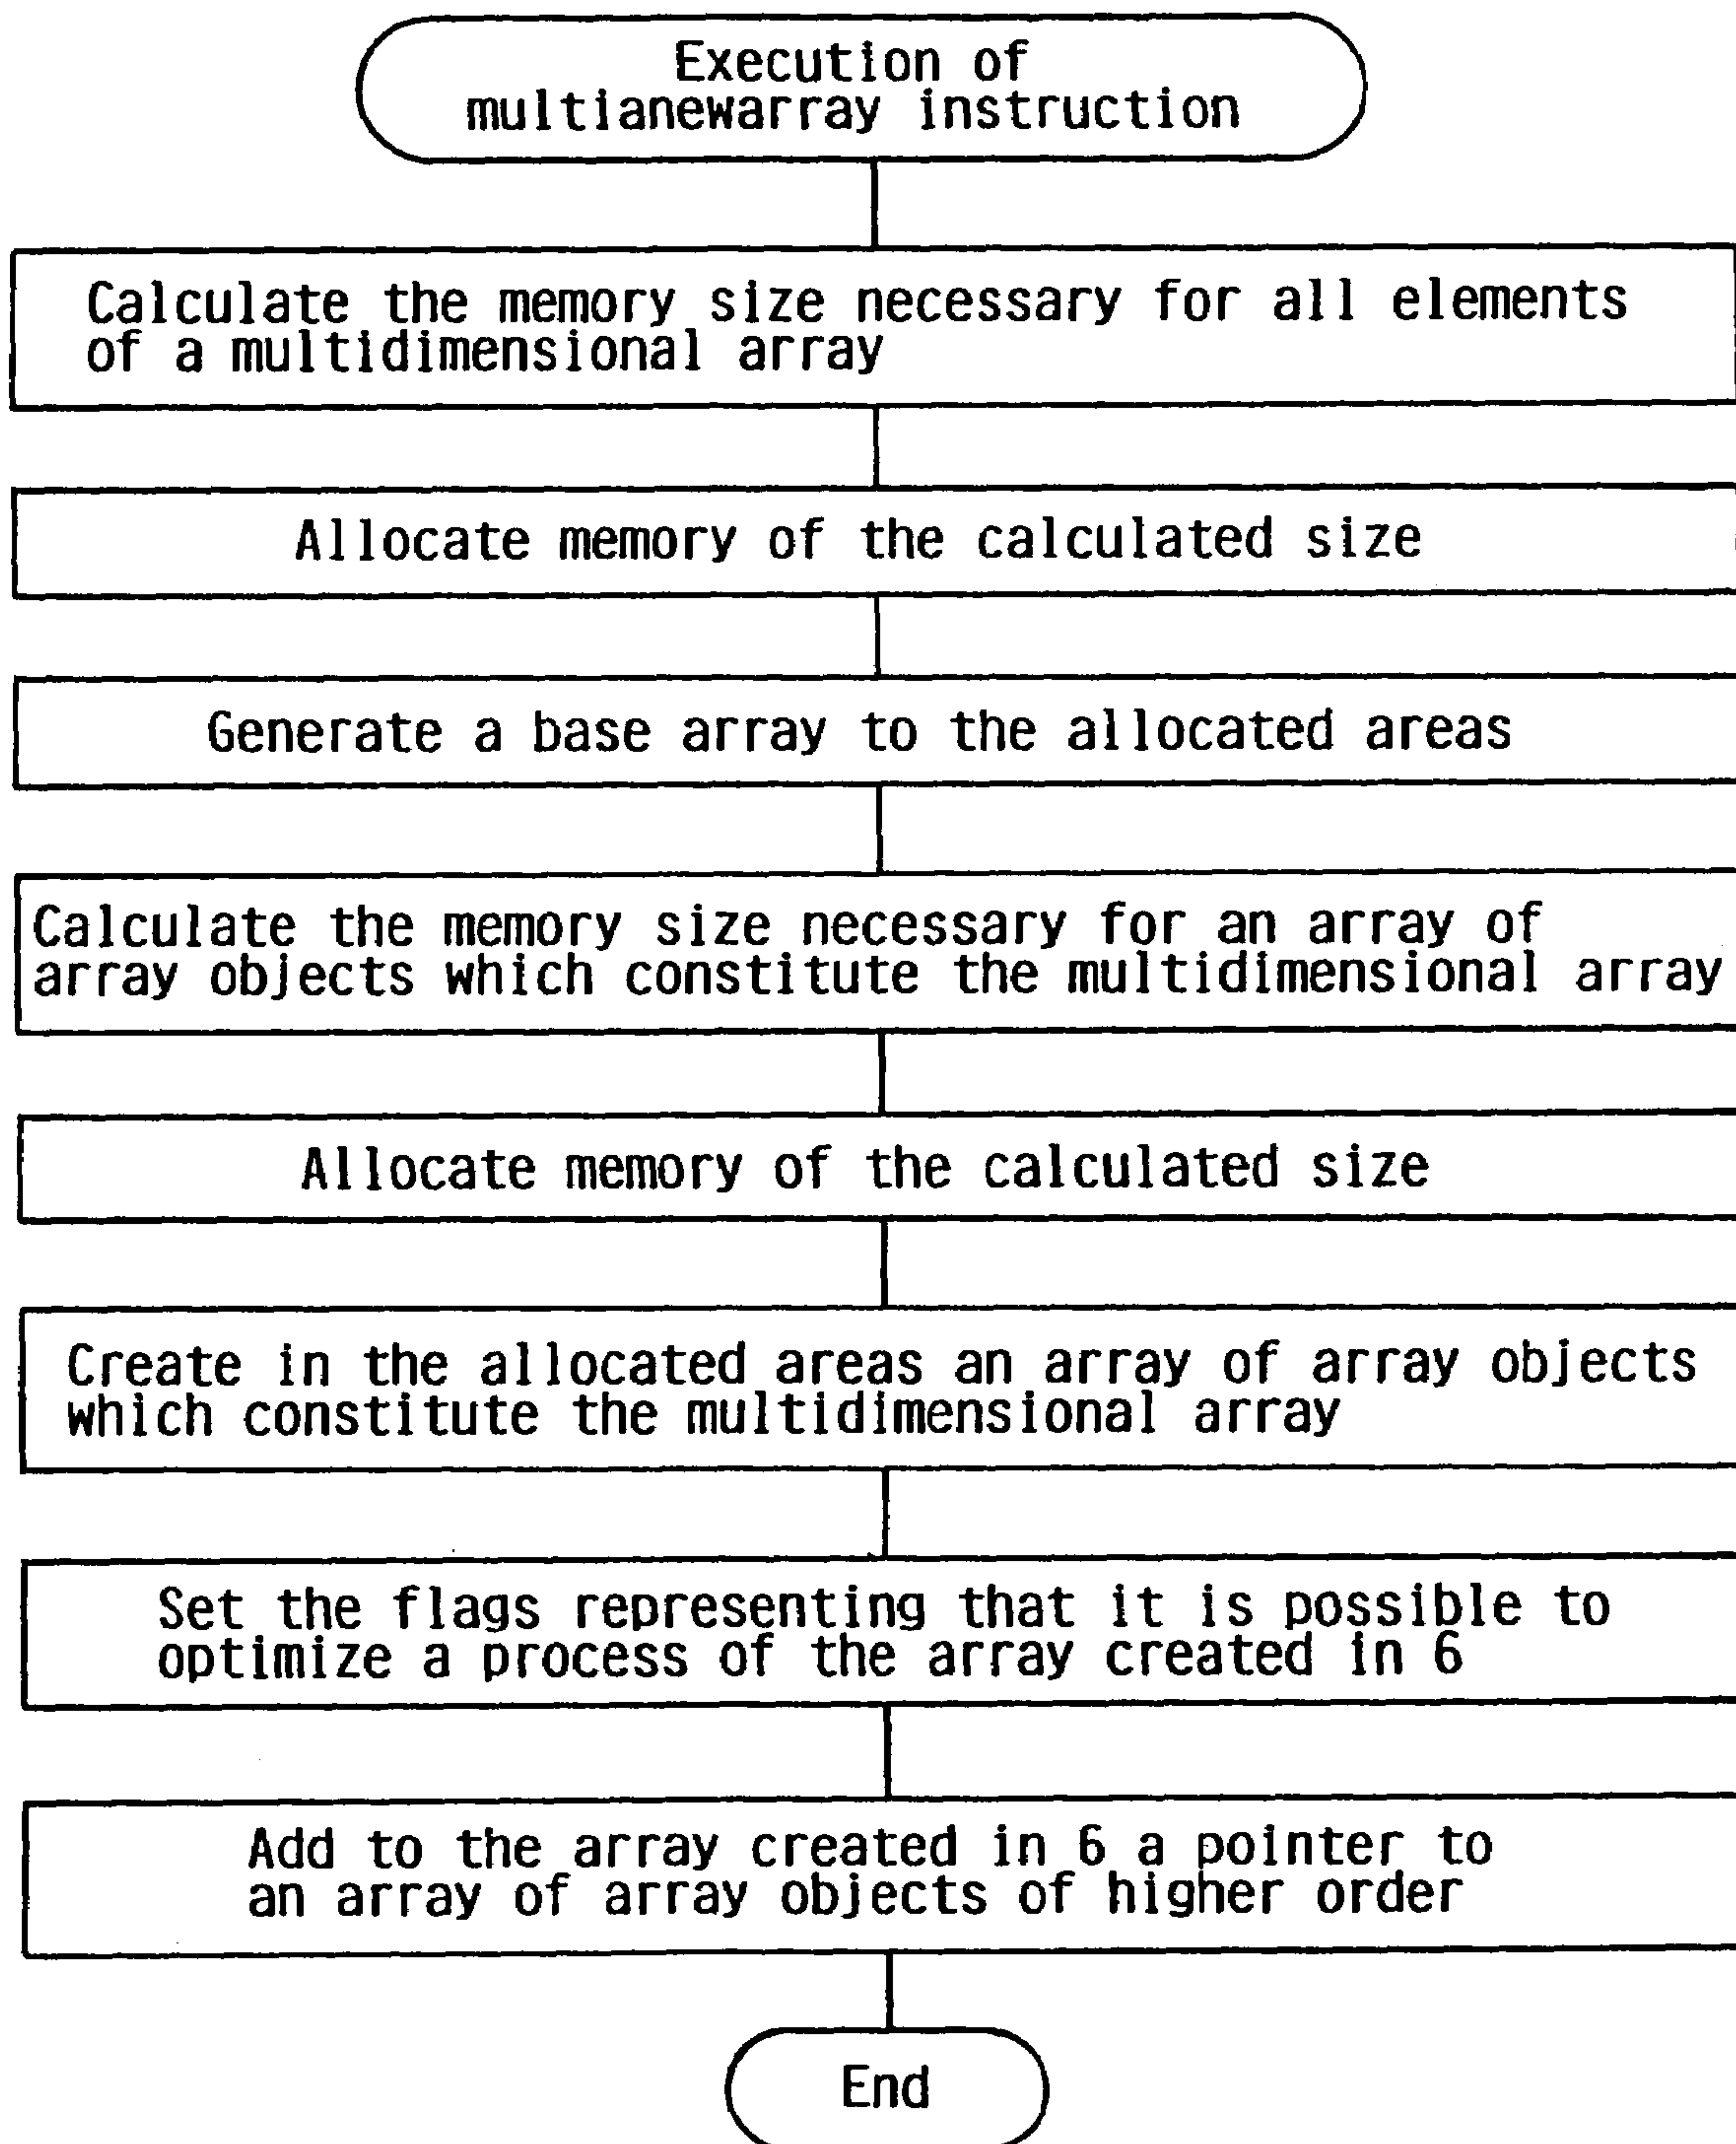 Execution of
multianewarray instruction
Calculate the memory size necessary for all elements
of a multidimensional array
Allocate memory of the calculated size
Generate a base array to the allocated areas
Calculate the memory size necessary for an array of
array objects which constitute the multidimensional array
Allocate memory of the calculated size
Create in the allocated areas an array of array objects
which constitute the multidimensional array
Set the flags representing that it is possible to
optimize a process of the array created in 6
Add to the array created in 6 a pointer to
an array of array objects of higher order
End